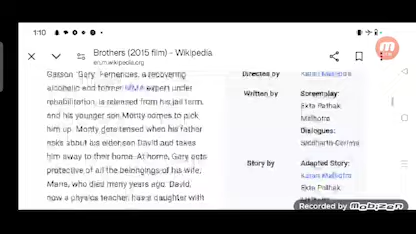 1:10
Brothers (2015 film) - Wikipedia
en.m.wikipedia.org
Garson "Gary" Fernandes, a recovering
alcoholic and former MMA expert under
rehabilitation, is released from his jail term,
and his younger son Monty comes to pick
him up. Monty gets tensed when his father
asks about his elder son David and takes
him away to their home. At home, Gary gets
protective of all the belongings of his wife,
Maria, who died many years ago. David,
now a physics teacher, has a daughter with
Directed by Karan Malhotra
Written by Screenplay:
Ekta Pathak
Malhotra
Dialogues:
Siddharth-Garima
Story by Adapted Story:
Karan Malhotra
Ekta Pathak
Recorded by Mobizen